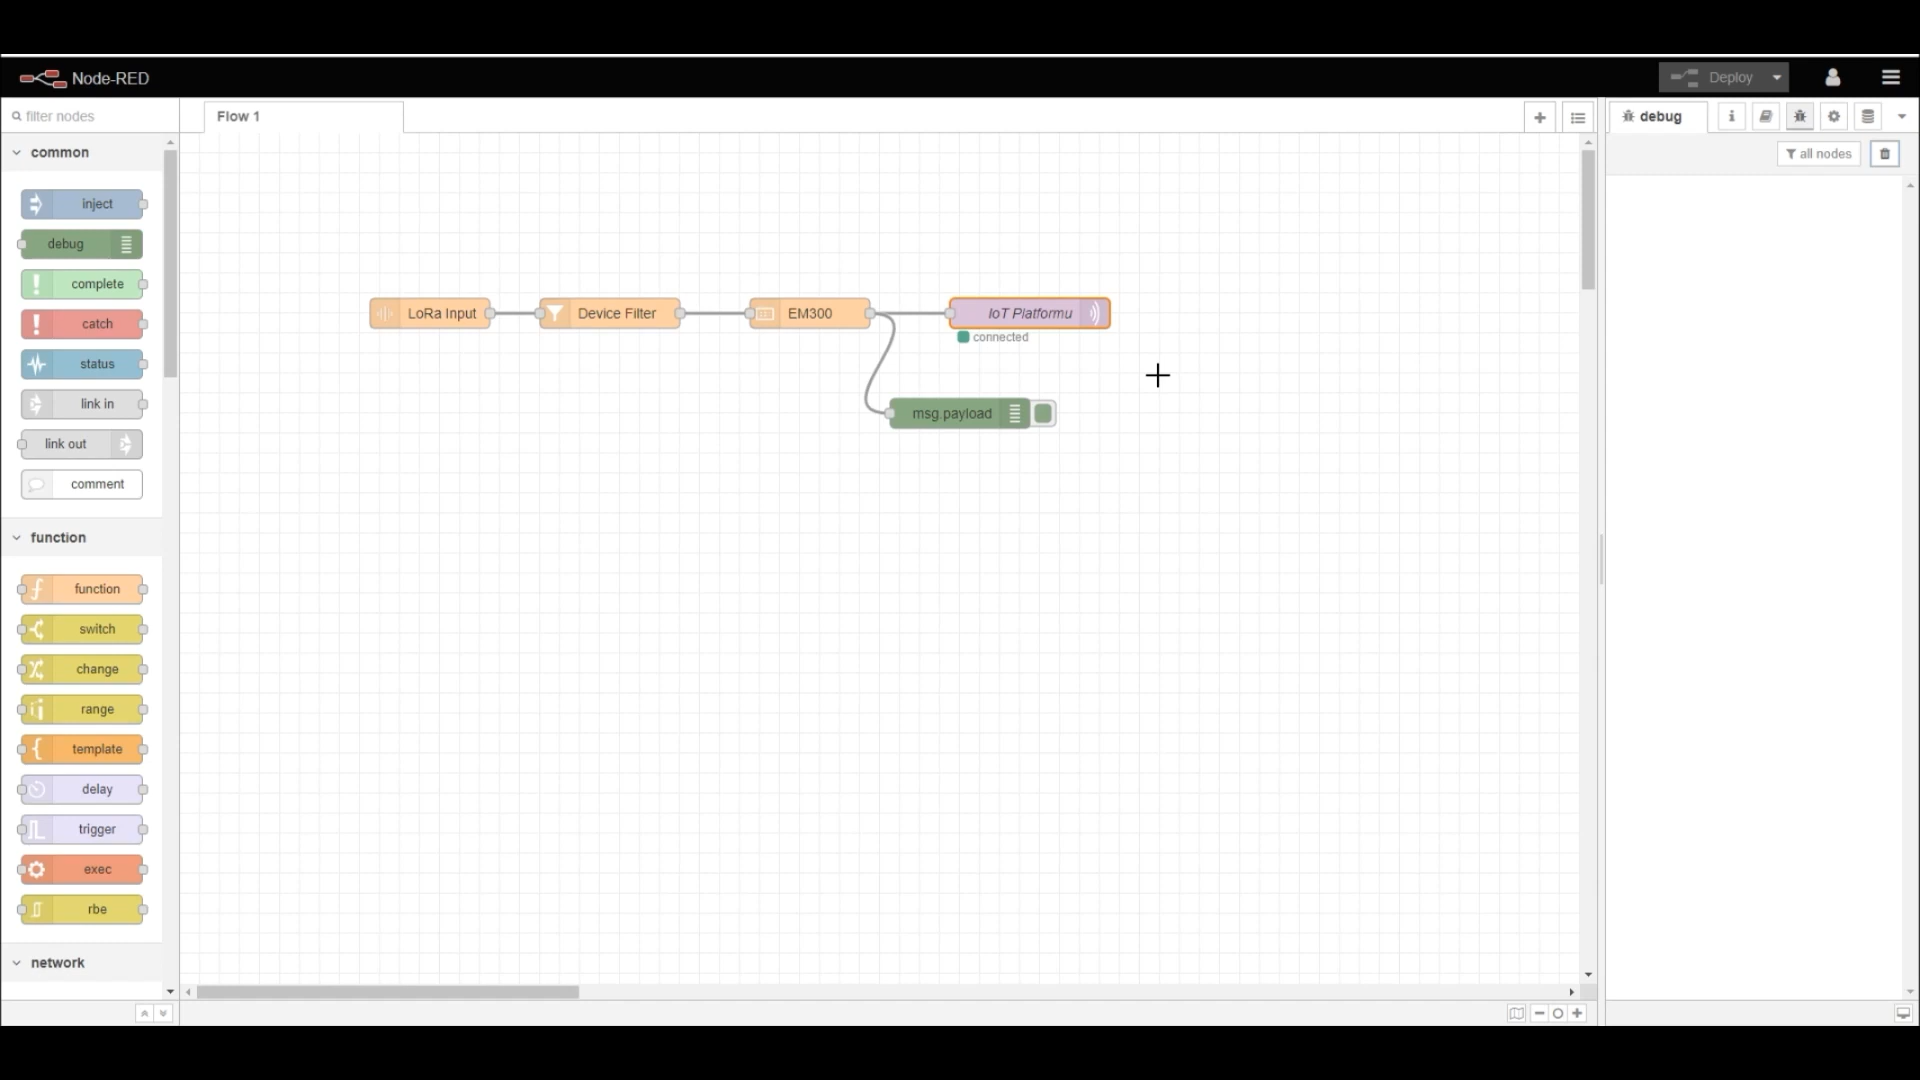 Node-RED
Deploy
filter nodes
Flow 1
debug
all nodes
common
inject
debug
complete
catch
status
link in
link out
comment
function
function
switch
change
range
template
delay
trigger
exec
rbe
network
LoRa Input
Device Filter
EM300
IoT Platformu
connected
msg.payload